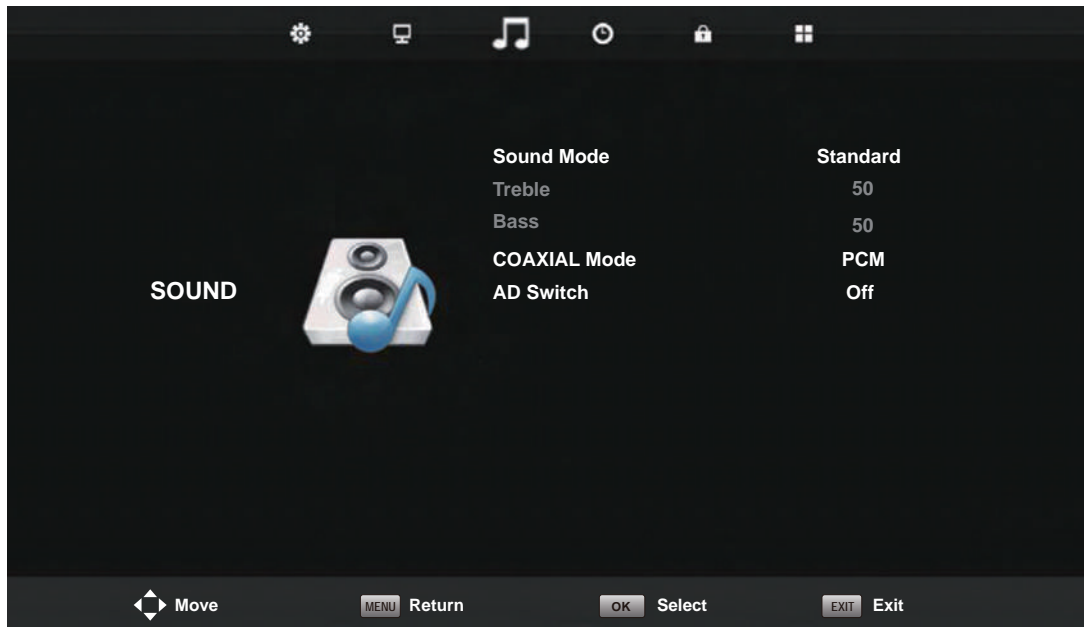 Sound Mode Standard
Treble 50
Bass 50
COAXIAL Mode PCM
SOUND
AD Switch Off
Move MENU Return OK Select EXIT Exit